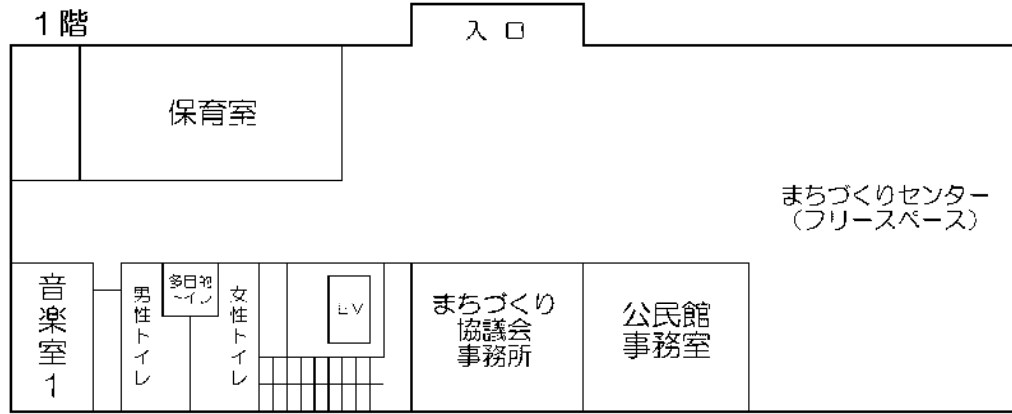 1階
入口
保育室
まちづくりセンター
（フリースペース）
音楽室1
男性トイレ
多目的
トイレ
女性トイレ
EV
まちづくり
協議会
事務所
公民館
事務室